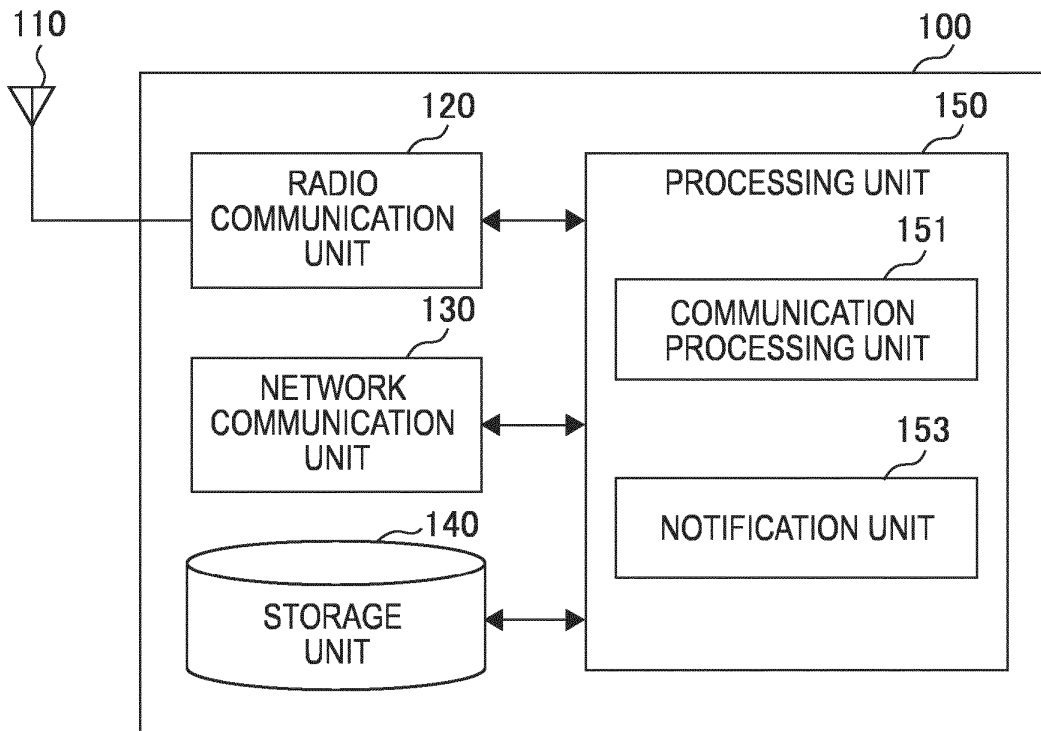 110
100
120
150
RADIO
COMMUNICATION
UNIT
PROCESSING UNIT
151
COMMUNICATION
PROCESSING UNIT
130
NETWORK
COMMUNICATION
UNIT
153
NOTIFICATION UNIT
140
STORAGE
UNIT